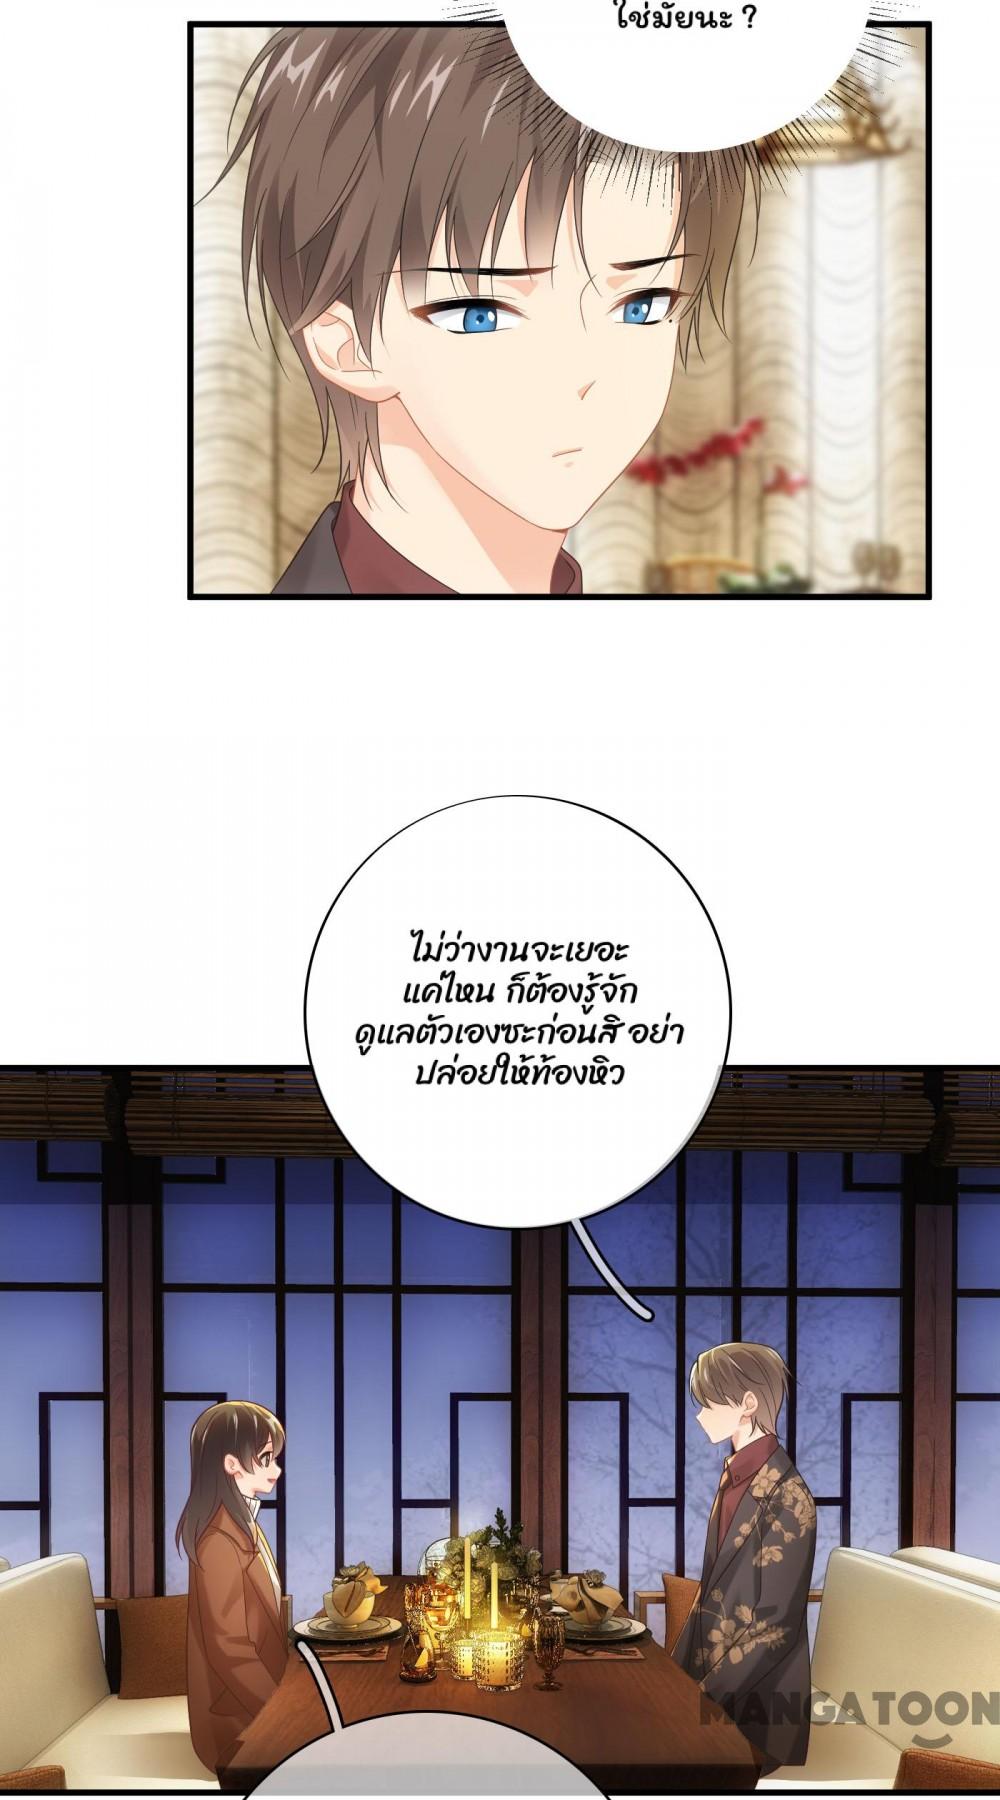 ใช่มั้ยนะ ?
ไม่ว่างานจะเยอะ
แค่ไหน ก็ต้องรู้จัก
ดูแลตัวเองซะก่อนสิ อย่า
ปล่อยให้ท้องหิว
MANGATOON